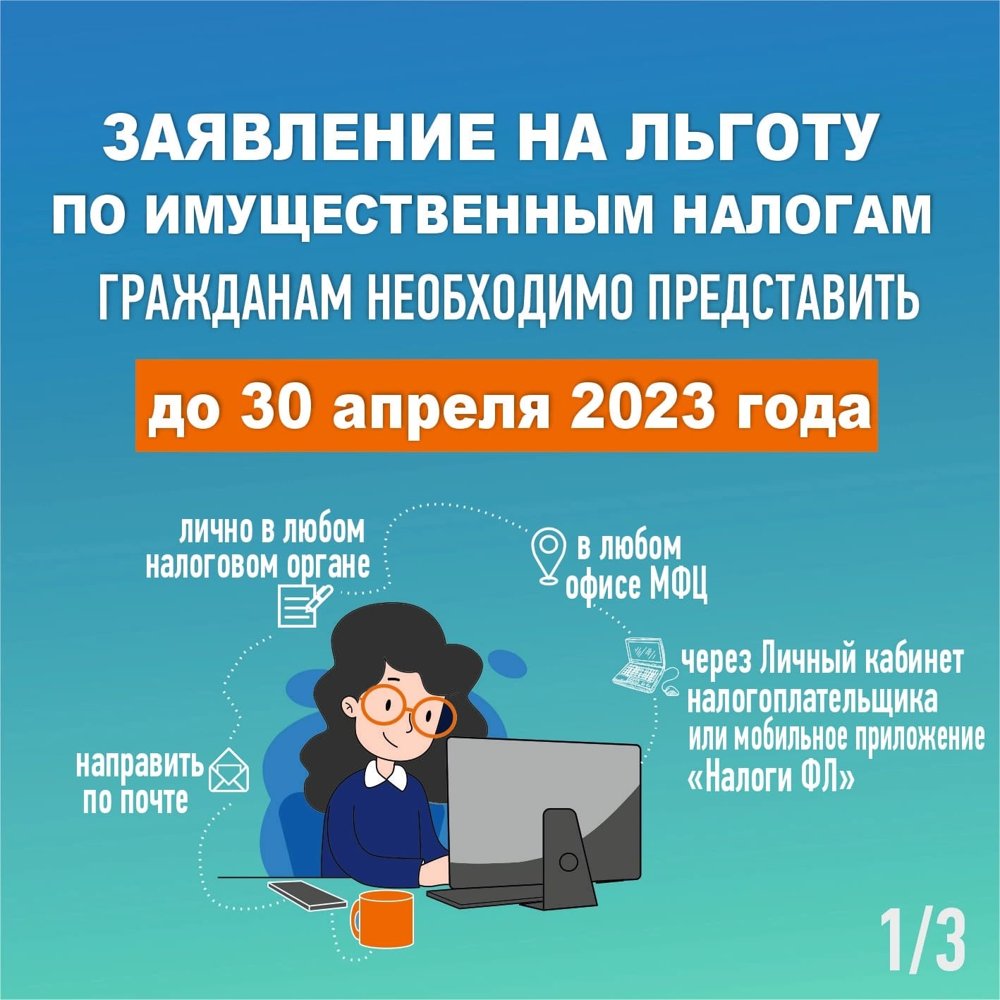 ЗАЯВЛЕНИЕ НА ЛЬГОТУ
ПО ИМУЩЕСТВЕННЫМ НАЛОГАМ
ГРАЖДАНАМ НЕОБХОДИМО ПРЕДСТАВИТЬ
до 30 апреля 2023 года
лично в любом
налоговом органе
в любом
офисе МФЦ
через Личный кабинет
налогоплательщика
или мобильное приложение
«Налоги ФЛ»
направить
по почте
1/3